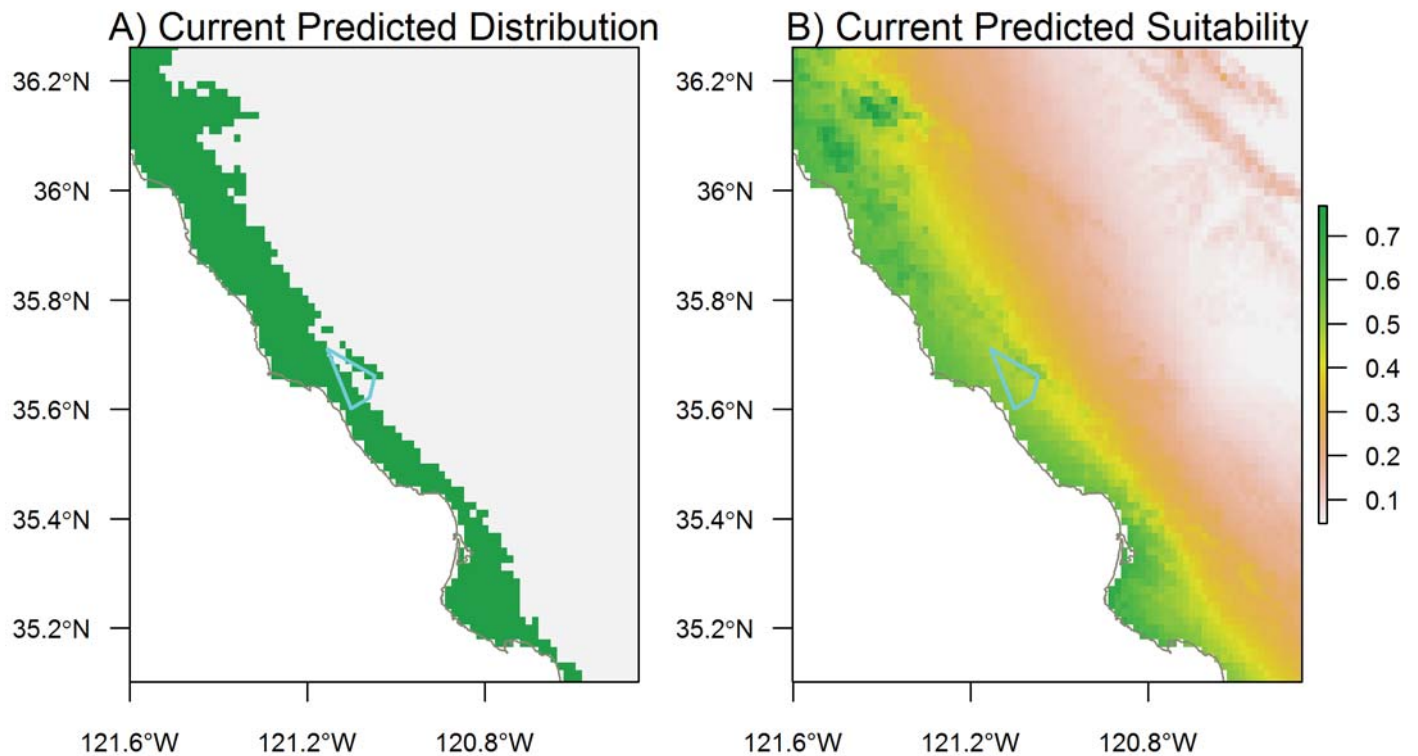 A) Current Predicted Distribution
36.2°N
36°N
35.8°N
35.6°N
35.4°N
35.2°N
121.6°W
121.2°W
120.8°W
B) Current Predicted Suitability
36.2°N
36°N
35.8°N
35.6°N
35.4°N
35.2°N
121.6°W
121.2°W
120.8°W
0.7
0.6
0.5
0.4
0.3
0.2
0.1